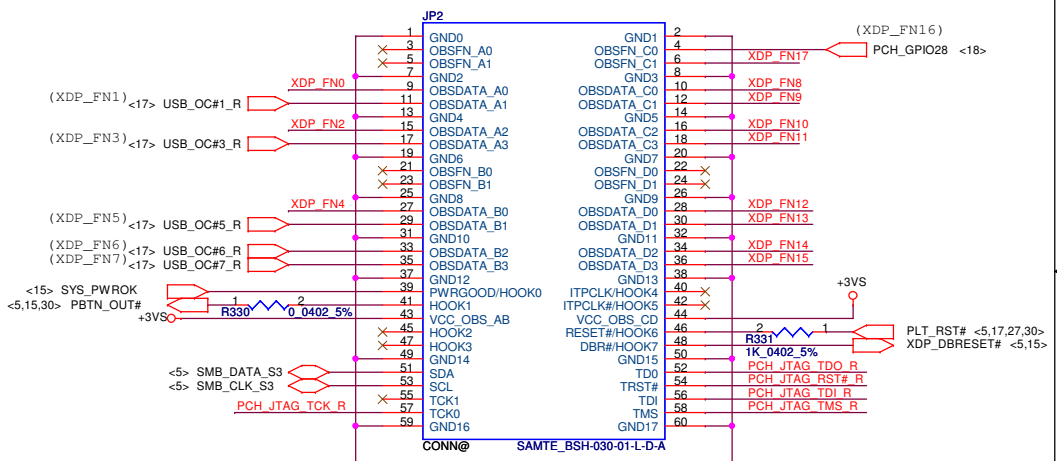 JP2
(XDP_FN16)
1 GND0 GND1 2
3 OBSFN_A0 OBSFN_C0 4 PCH_GPIO28 <18>
5 OBSFN_A1 OBSFN_C1 6 XDP_FN17
7 GND2 GND3 8
XDP_FN0 9 OBSDATA_A0 OBSDATA_C0 10 XDP_FN8
(XDP_FN1) <17> USB_OC#1_R 11 OBSDATA_A1 OBSDATA_C1 12 XDP_FN9
13 GND4 GND5 14
XDP_FN2 15 OBSDATA_A2 OBSDATA_C2 16 XDP_FN10
(XDP_FN3) <17> USB_OC#3_R 17 OBSDATA_A3 OBSDATA_C3 18 XDP_FN11
19 GND6 GND7 20
21 OBSFN_B0 OBSFN_D0 22
23 OBSFN_B1 OBSFN_D1 24
25 GND8 GND9 26
XDP_FN4 27 OBSDATA_B0 OBSDATA_D0 28 XDP_FN12
(XDP_FN5) <17> USB_OC#5_R 29 OBSDATA_B1 OBSDATA_D1 30 XDP_FN13
31 GND10 GND11 32
(XDP_FN6) <17> USB_OC#6_R 33 OBSDATA_B2 OBSDATA_D2 34 XDP_FN14
(XDP_FN7) <17> USB_OC#7_R 35 OBSDATA_B3 OBSDATA_D3 36 XDP_FN15
37 GND12 GND13 38
<15> SYS_PWROK 39 PWRGOOD/HOOK0 ITPCLK/HOOK4 40
<5,15,30> PBTN_OUT# 1 2 41 HOOK1 ITPCLK#/HOOK5 42
R330 0_0402_5%
+3VS 43 VCC_OBS_AB VCC_OBS_CD 44 +3VS
45 HOOK2 RESET#/HOOK6 46 2 1 PLT_RST# <5,17,27,30>
47 HOOK3 DBR#/HOOK7 48 R331 XDP_DBRESET# <5,15>
1K_0402_5%
49 GND14 GND15 50
<5> SMB_DATA_S3 51 SDA TD0 52 PCH_JTAG_TDO_R
<5> SMB_CLK_S3 53 SCL TRST# 54 PCH_JTAG_RST#_R
55 TCK1 TDI 56 PCH_JTAG_TDI_R
PCH_JTAG_TCK_R 57 TCK0 TMS 58 PCH_JTAG_TMS_R
59 GND16 GND17 60
CONN@ SAMTE_BSH-030-01-L-D-A